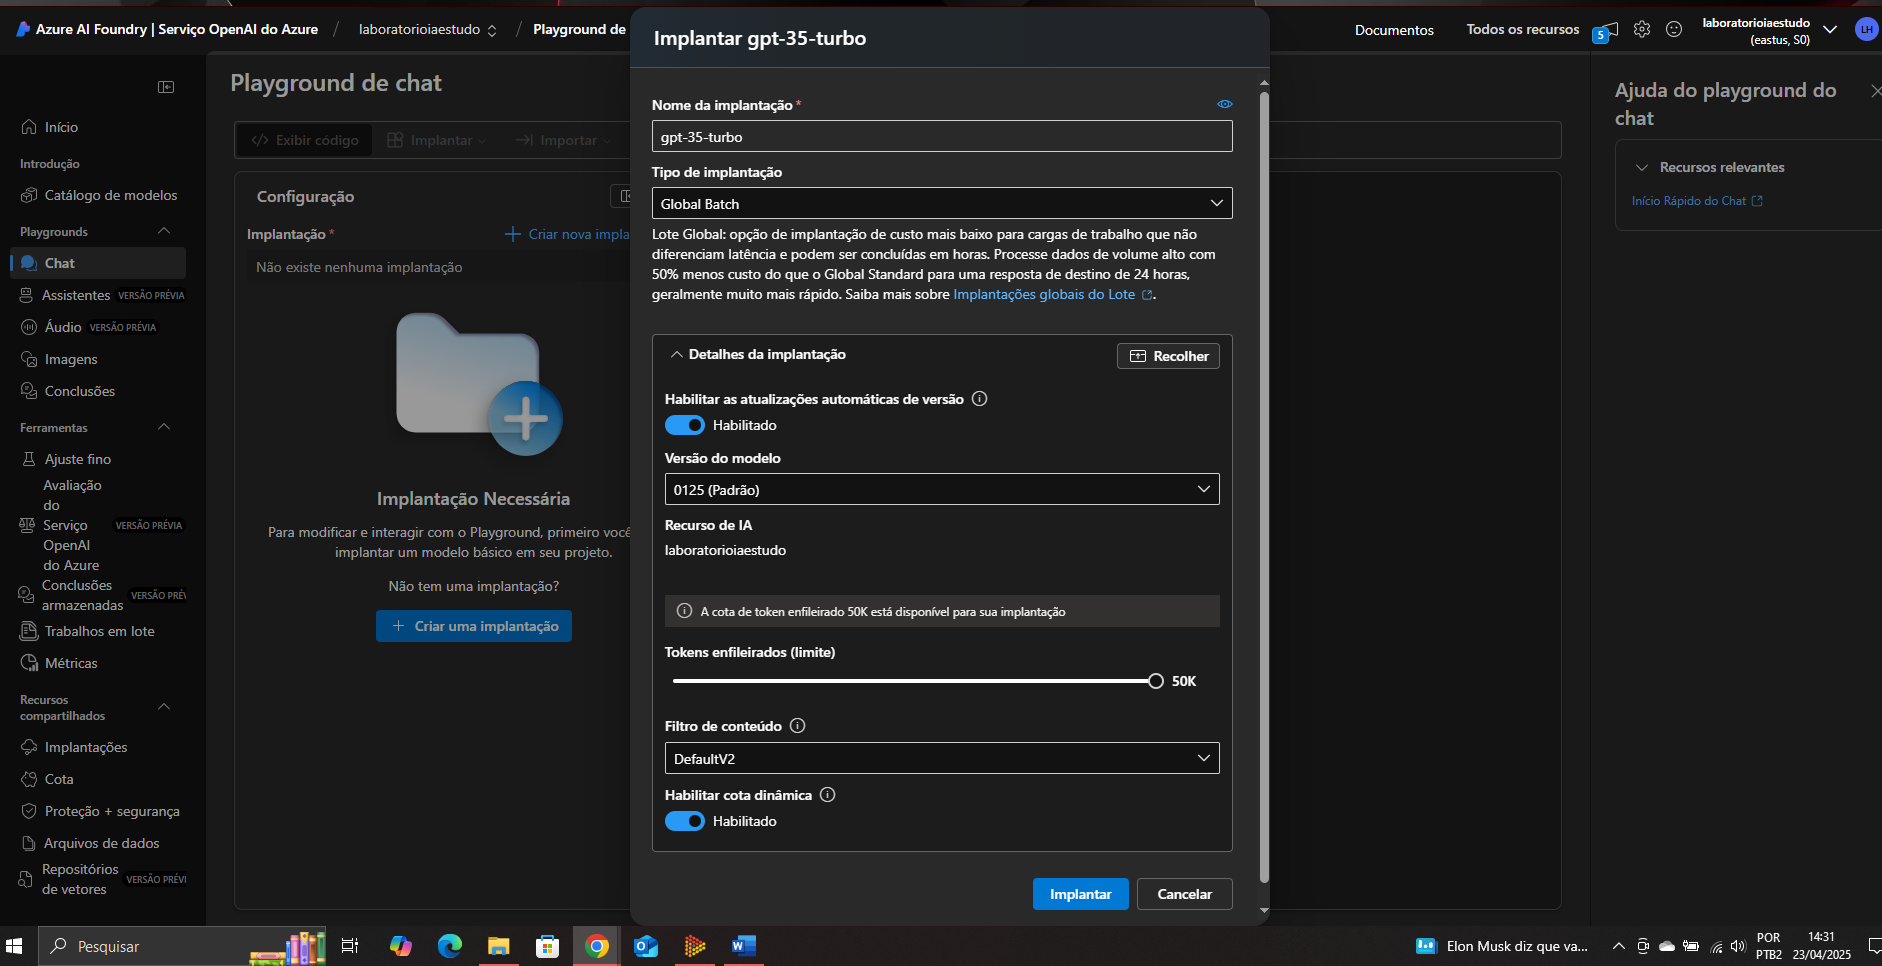 Azure AI Foundry | Serviço OpenAI do Azure / laboratorioiaestudo / Playground de
Documentos Todos os recursos 5 laboratorioiaestudo
(eastus, S0) LH
Início
Introdução
Catálogo de modelos
Playgrounds
Chat
Assistentes VERSÃO PRÉVIA
Áudio VERSÃO PRÉVIA
Imagens
Conclusões
Ferramentas
Ajuste fino
Avaliação
do
Serviço VERSÃO PRÉVIA
OpenAI
do Azure
Conclusões
armazenadas VERSÃO PRÉV
Trabalhos em lote
Métricas
Recursos
compartilhados
Implantações
Cota
Proteção + segurança
Arquivos de dados
Repositórios
de vetores VERSÃO PRÉVI
Playground de chat
Exibir código Implantar Importar
Configuração
Implantação * Criar nova impla
Não existe nenhuma implantação
Implantação Necessária
Para modificar e interagir com o Playground, primeiro você
implantar um modelo básico em seu projeto.
Não tem uma implantação?
Criar uma implantação
Implantar gpt-35-turbo
Nome da implantação *
gpt-35-turbo
Tipo de implantação
Global Batch
Lote Global: opção de implantação de custo mais baixo para cargas de trabalho que não
diferenciam latência e podem ser concluídas em horas. Processe dados de volume alto com
50% menos custo do que o Global Standard para uma resposta de destino de 24 horas,
geralmente muito mais rápido. Saiba mais sobre Implantações globais do Lote.
Detalhes da implantação Recolher
Habilitar as atualizações automáticas de versão
Habilitado
Versão do modelo
0125 (Padrão)
Recurso de IA
laboratorioiaestudo
A cota de token enfileirado 50K está disponível para sua implantação
Tokens enfileirados (limite)
50K
Filtro de conteúdo
DefaultV2
Habilitar cota dinâmica
Habilitado
Implantar Cancelar
Ajuda do playground do
chat
Recursos relevantes
Início Rápido do Chat
Pesquisar
Elon Musk diz que va...
POR
PTB2
14:31
23/04/2025